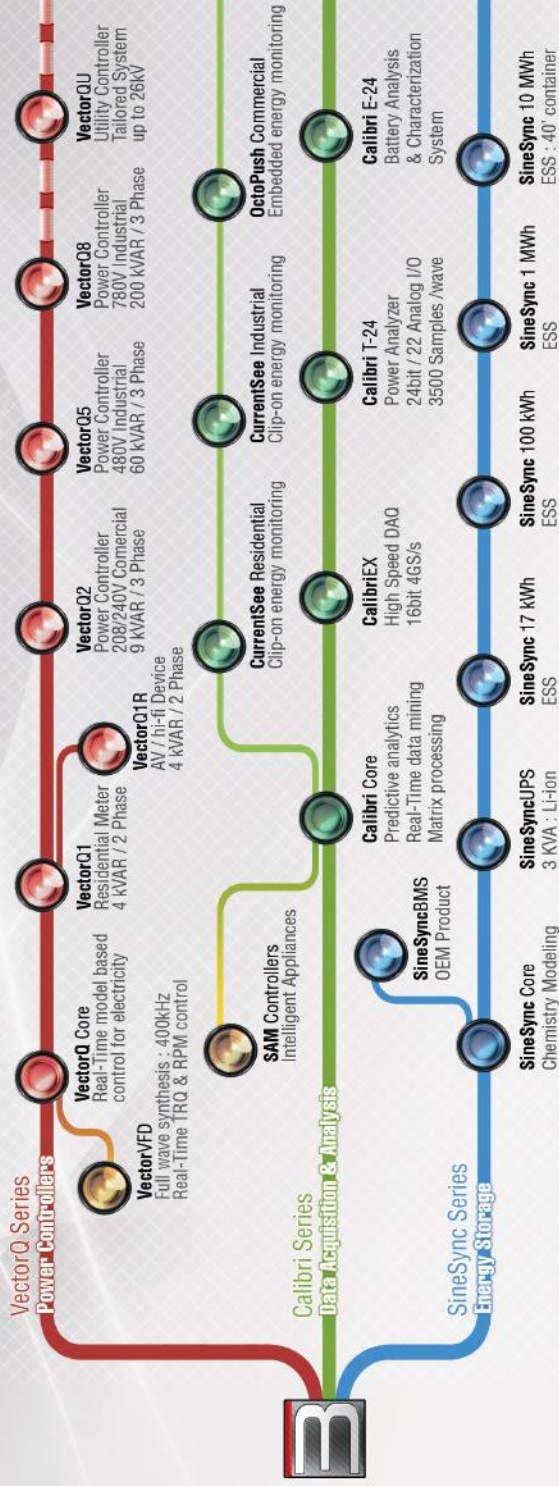 VectorQ Series
Power Controllers
VectorQ Core
Real-Time model based
control for electricity
VectorVFD
Full wave synthesis : 400kHz
Real-Time TRQ & RPM control
VectorQ1
Residential Meter
4 kVAR / 2 Phase
VectorQ1R
AV / hi-fi Device
4 kVAR / 2 Phase
VectorQ2
Power Controller
208/240V Comercial
9 kVAR / 3 Phase
VectorQ5
Power Controller
480V Industrial
60 kVAR / 3 Phase
VectorQ8
Power Controller
780V Industrial
200 kVAR / 3 Phase
VectorQU
Utility Controller
Tailored System
up to 26kV
SAM Controllers
Intelligent Appliances
CurrentSee Residential
Clip-on energy monitoring
CurrentSee Industrial
Clip-on energy monitoring
OctoPush Commercial
Embedded energy monitoring
Calibri Series
Data Acquisition & Analysis
Calibri Core
Predictive analytics
Real-Time data mining
Matrix processing
CalibriEX
High Speed DAQ
16bit 4GS/s
Calibri T-24
Power Analyzer
24bit / 22 Analog I/O
3500 Samples /wave
Calibri E-24
Battery Analysis
& Characterization
System
SineSync Series
Energy Storage
SineSyncBMS
OEM Product
SineSync Core
Chemistry Modeling
SineSyncUPS
3 KVA : Li-ion
SineSync 17 kWh
ESS
SineSync 100 kWh
ESS
SineSync 1 MWh
ESS
SineSync 10 MWh
ESS : 40' container